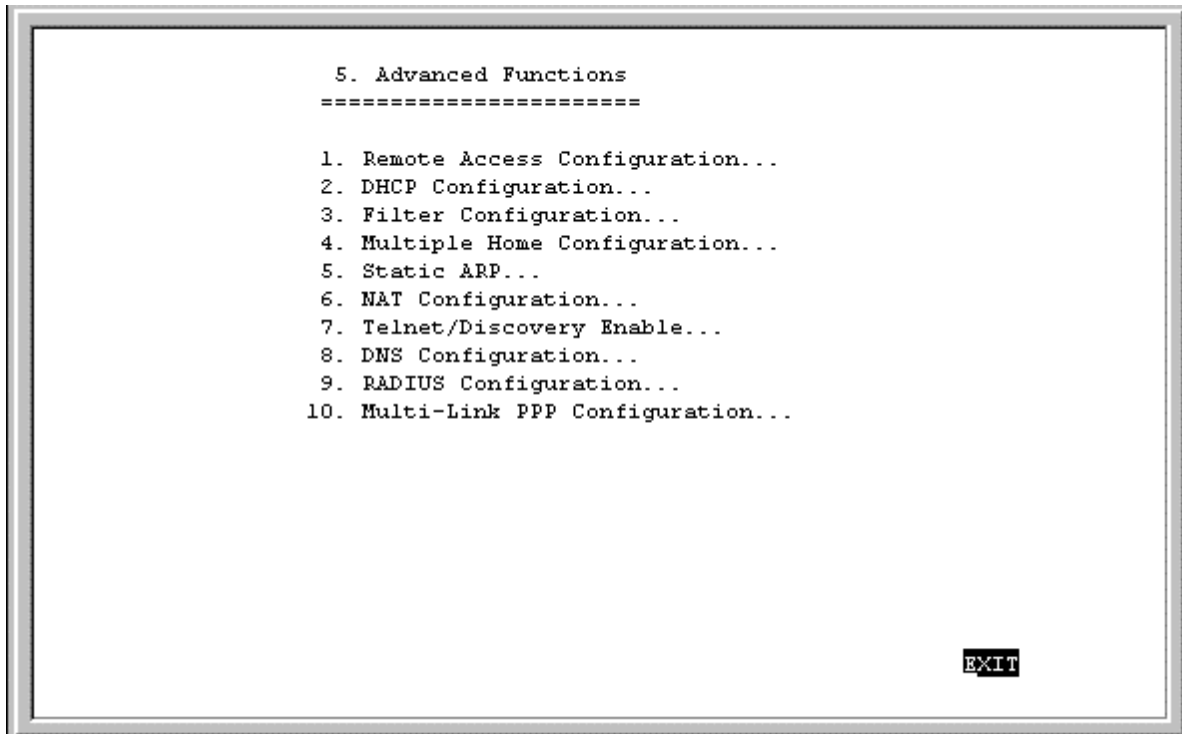 5. Advanced Functions
=======================
1. Remote Access Configuration...
2. DHCP Configuration...
3. Filter Configuration...
4. Multiple Home Configuration...
5. Static ARP...
6. NAT Configuration...
7. Telnet/Discovery Enable...
8. DNS Configuration...
9. RADIUS Configuration...
10. Multi-Link PPP Configuration...
EXIT